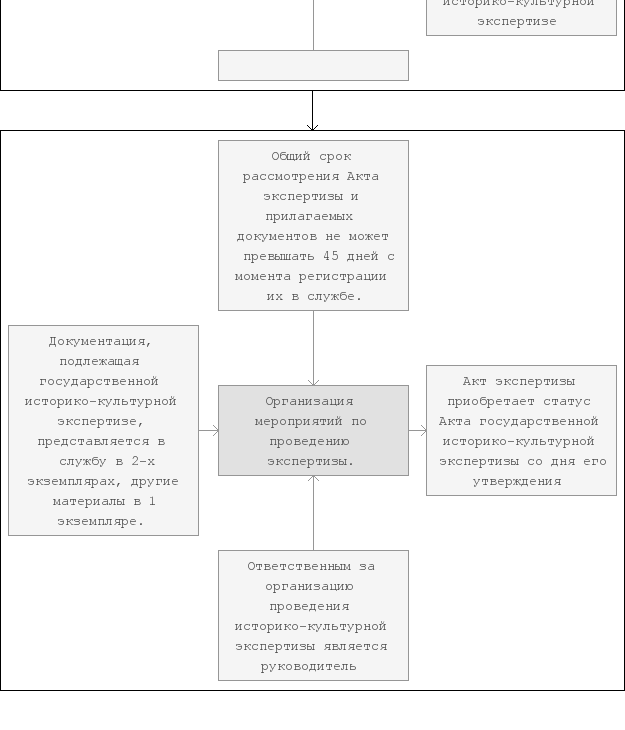 историко-культурной
экспертизе
Общий срок
рассмотрения Акта
экспертизы и
прилагаемых
документов не может
превышать 45 дней с
момента регистрации
их в службе.
Документация,
подлежащая
государственной
историко-культурной
экспертизе,
представляется в
службу в 2-х
экземплярах, другие
материалы в 1
экземпляре.
Организация
мероприятий по
проведению
экспертизы.
Акт экспертизы
приобретает статус
Акта государственной
историко-культурной
экспертизы со дня его
утверждения
Ответственным за
организацию
проведения
историко-культурной
экспертизы является
руководитель